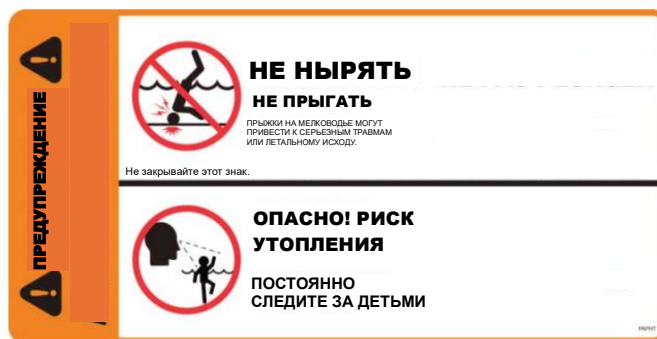 ПРЕДУПРЕЖДЕНИЕ
НЕ НЫРЯТЬ
НЕ ПРЫГАТЬ
ПРЫЖКИ НА МЕЛКОВОДЬЕ МОГУТ
ПРИВЕСТИ К СЕРЬЕЗНЫМ ТРАВМАМ
ИЛИ ЛЕТАЛЬНОМУ ИСХОДУ.
Не закрывайте этот знак.
ОПАСНО! РИСК
УТОПЛЕНИЯ
ПОСТОЯННО
СЛЕДИТЕ ЗА ДЕТЬМИ